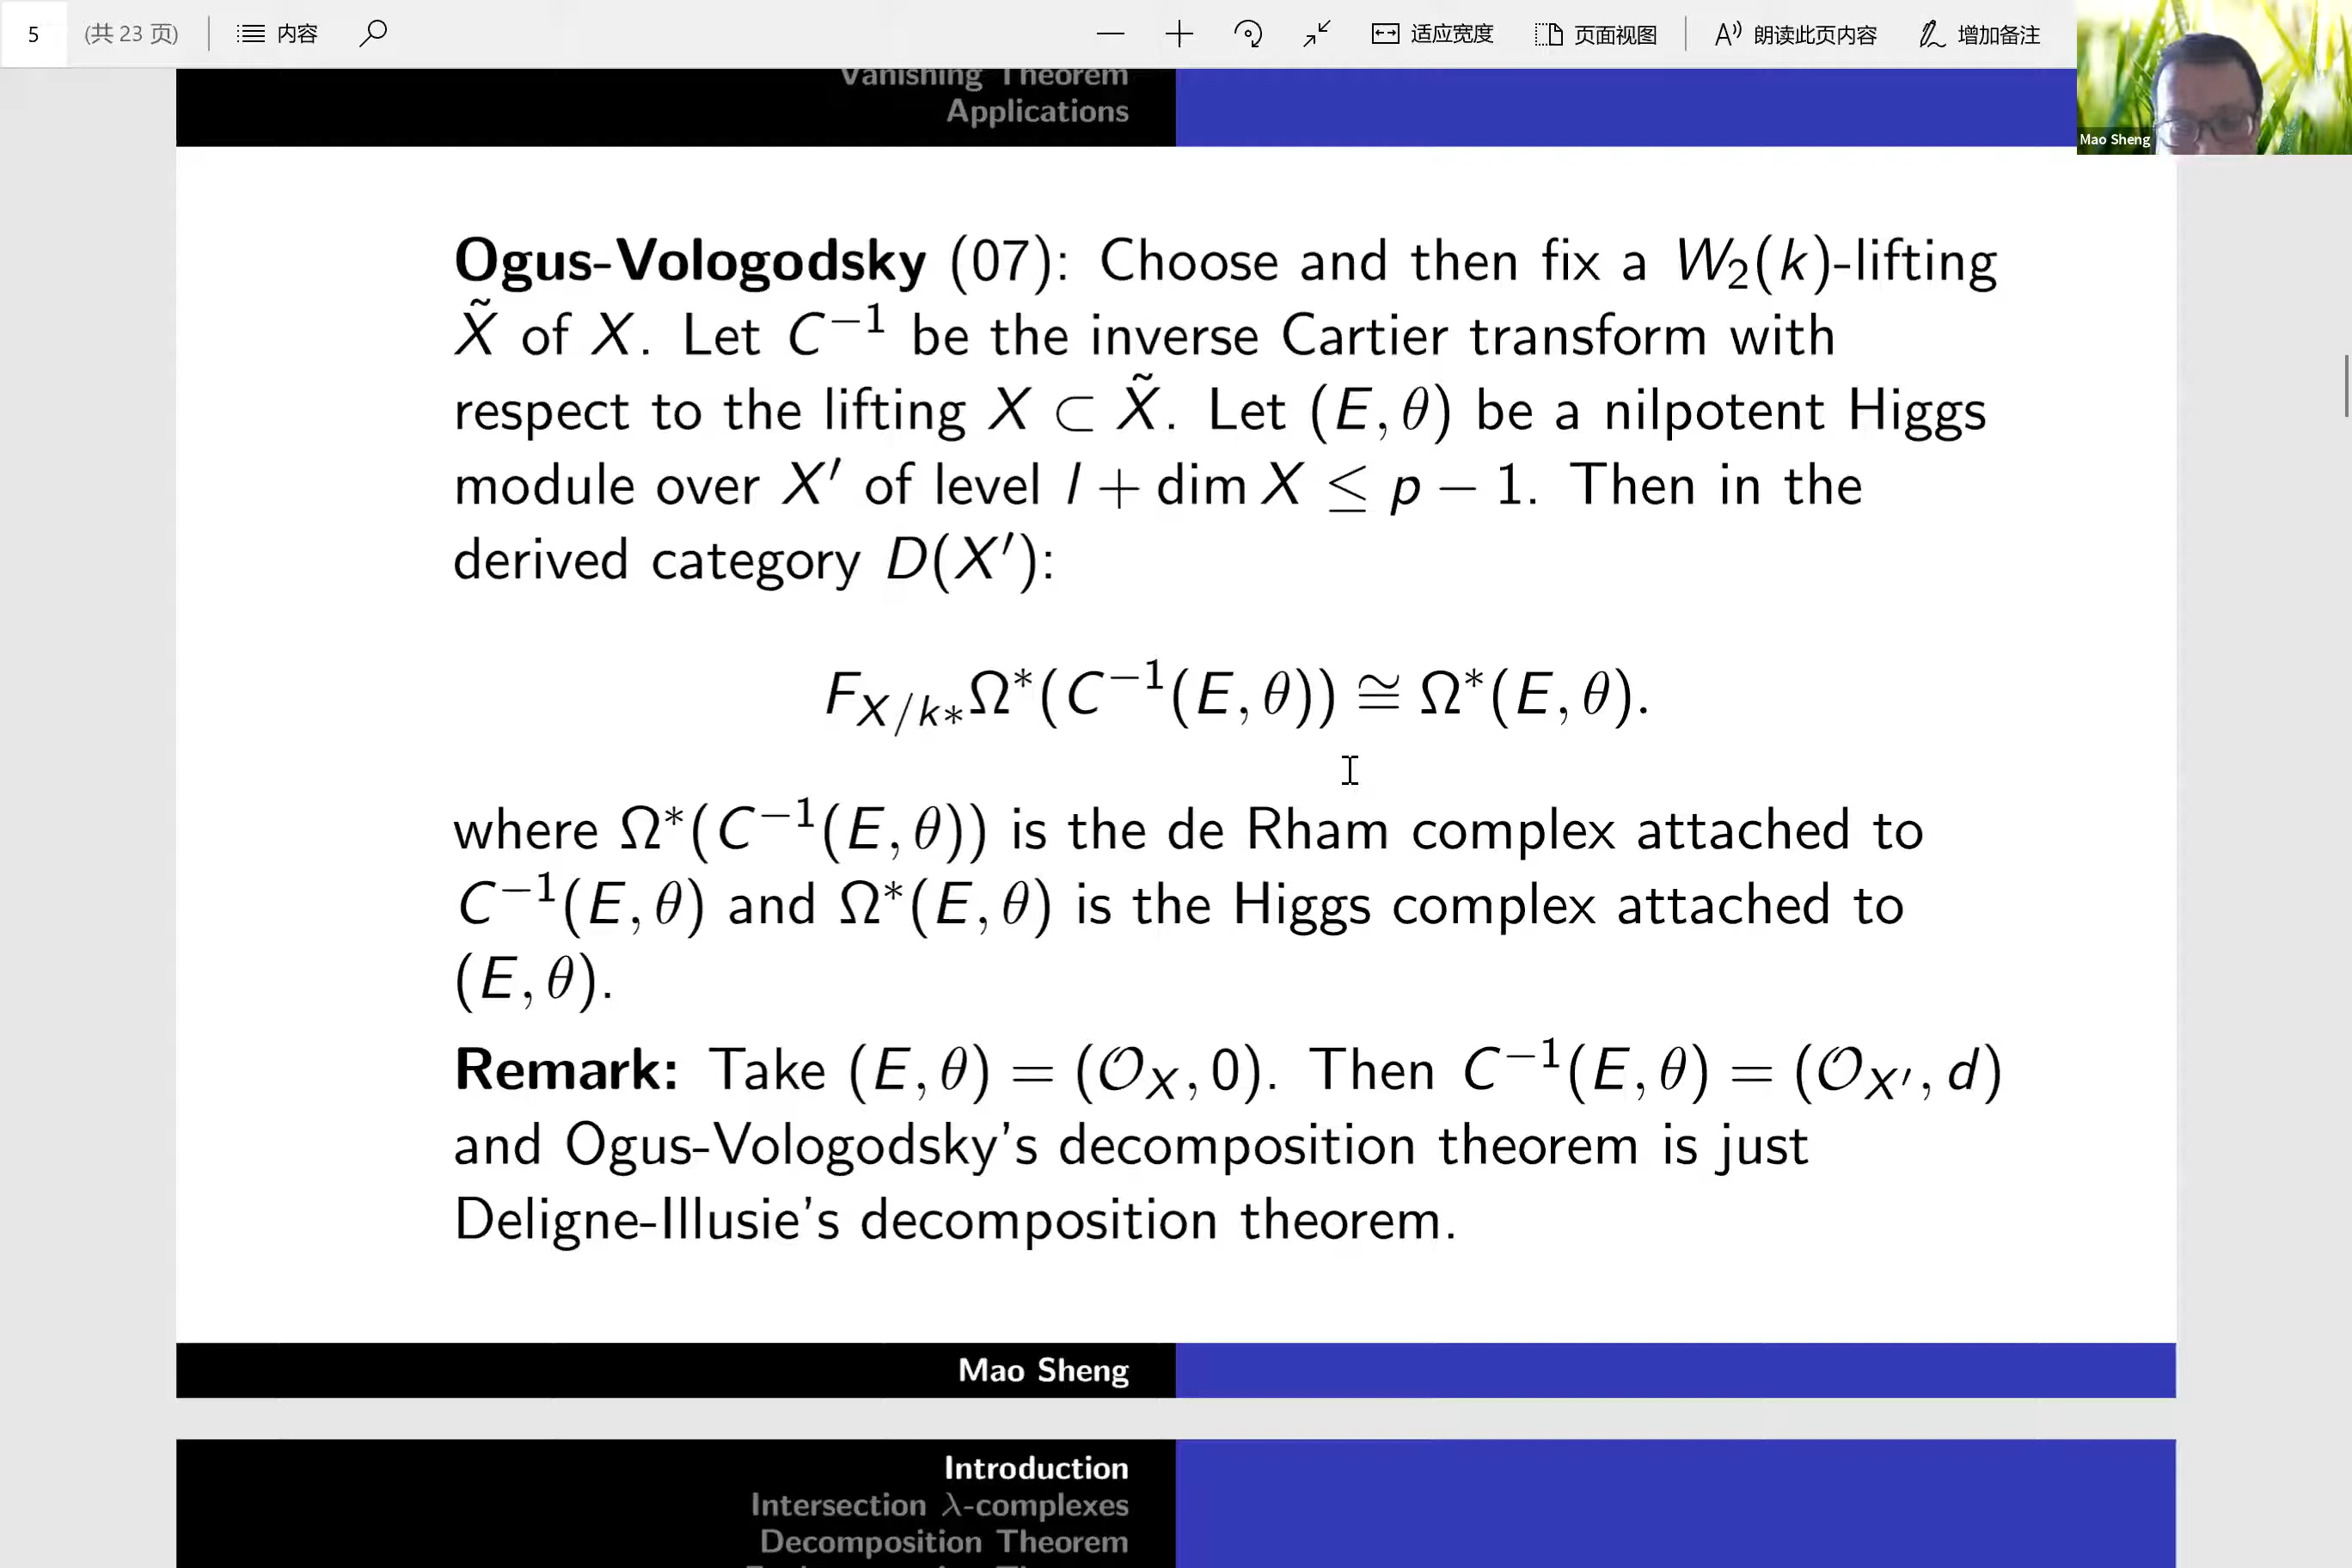 5 (共 23 页) 内容 适应宽度 页面视图 A 朗读此页内容 增加备注
Vanishing Theorem
Applications
Mao Sheng
Ogus-Vologodsky (07): Choose and then fix a W₂(k)-lifting
X̃ of X. Let C⁻¹ be the inverse Cartier transform with
respect to the lifting X ⊂ X̃. Let (E, θ) be a nilpotent Higgs
module over X′ of level l + dim X ≤ p − 1. Then in the
derived category D(X′):
F_{X/k*}Ω*(C⁻¹(E, θ)) ≅ Ω*(E, θ).
where Ω*(C⁻¹(E, θ)) is the de Rham complex attached to
C⁻¹(E, θ) and Ω*(E, θ) is the Higgs complex attached to
(E, θ).
Remark: Take (E, θ) = (𝒪_X, 0). Then C⁻¹(E, θ) = (𝒪_{X′}, d)
and Ogus-Vologodsky's decomposition theorem is just
Deligne-Illusie's decomposition theorem.
Mao Sheng
Introduction
Intersection λ-complexes
Decomposition Theorem